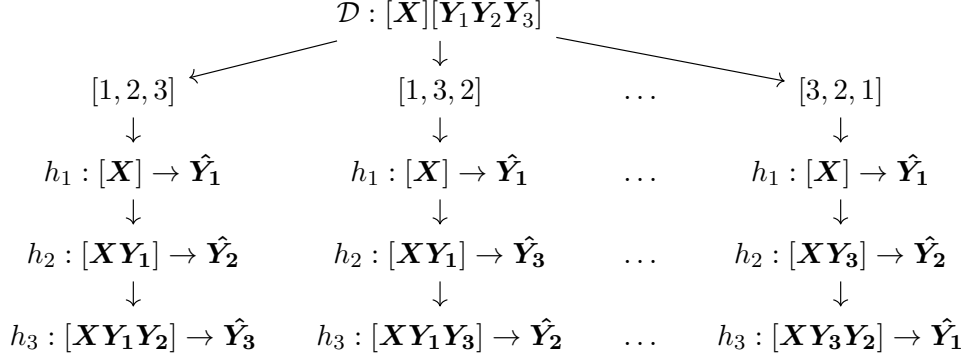 𝒟 : [X][Y₁Y₂Y₃]
[1, 2, 3] [1, 3, 2] … [3, 2, 1]
h₁ : [X] → Ŷ₁ h₁ : [X] → Ŷ₁ … h₁ : [X] → Ŷ₁
h₂ : [XY₁] → Ŷ₂ h₂ : [XY₁] → Ŷ₃ … h₂ : [XY₃] → Ŷ₂
h₃ : [XY₁Y₂] → Ŷ₃ h₃ : [XY₁Y₃] → Ŷ₂ … h₃ : [XY₃Y₂] → Ŷ₁